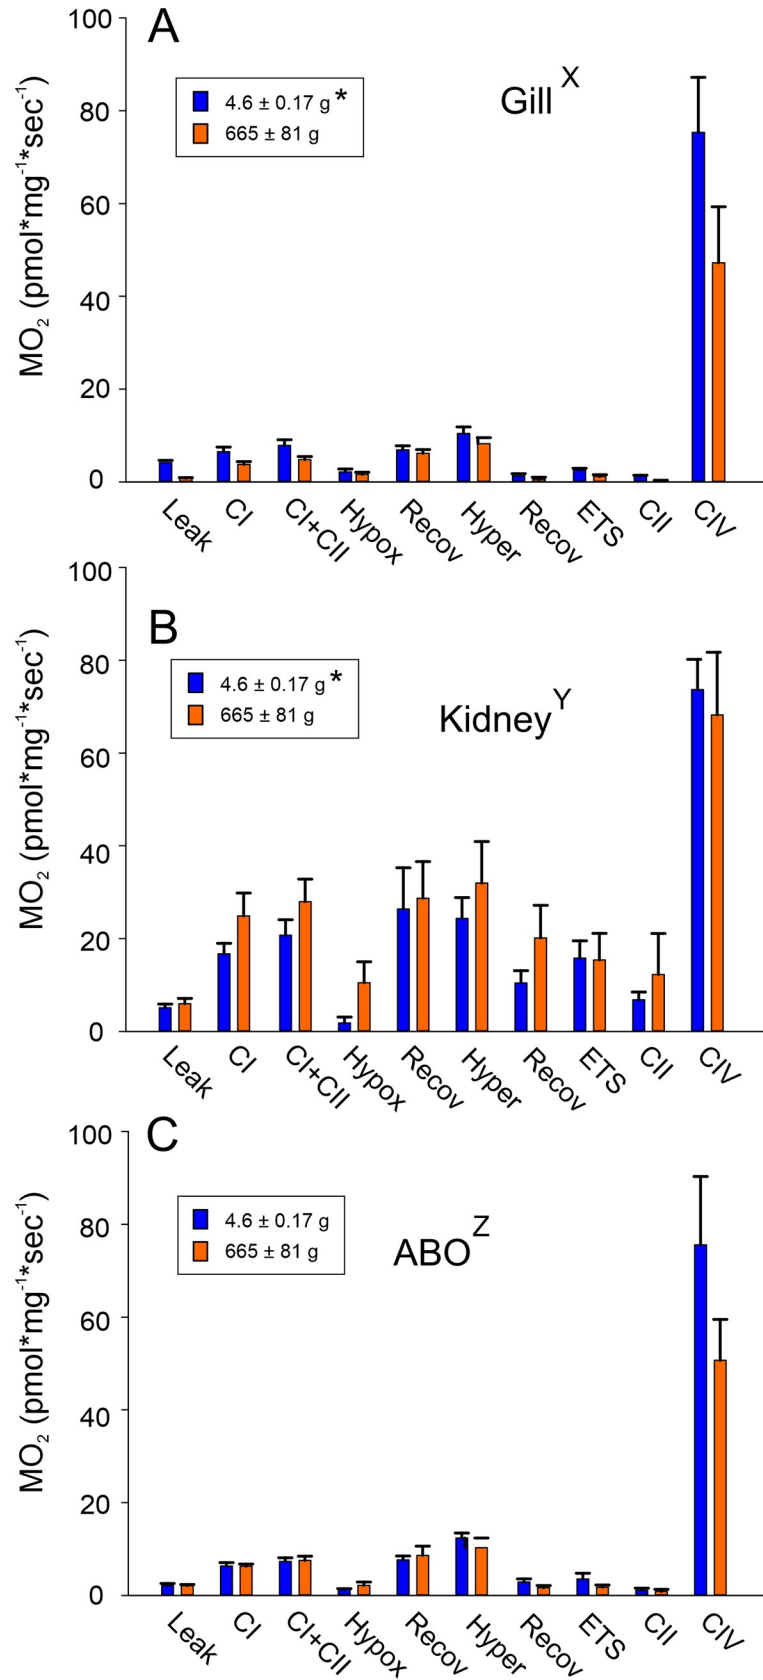 A
Gill X
4.6 ± 0.17 g *
665 ± 81 g
MO₂ (pmol*mg⁻¹*sec⁻¹)
100
80
60
40
20
0
Leak CI CI+CII Hypox Recov Hyper Recov ETS CII CIV
B
Kidney Y
4.6 ± 0.17 g *
665 ± 81 g
MO₂ (pmol*mg⁻¹*sec⁻¹)
100
80
60
40
20
0
Leak CI CI+CII Hypox Recov Hyper Recov ETS CII CIV
C
ABO Z
4.6 ± 0.17 g
665 ± 81 g
MO₂ (pmol*mg⁻¹*sec⁻¹)
100
80
60
40
20
0
Leak CI CI+CII Hypox Recov Hyper Recov ETS CII CIV